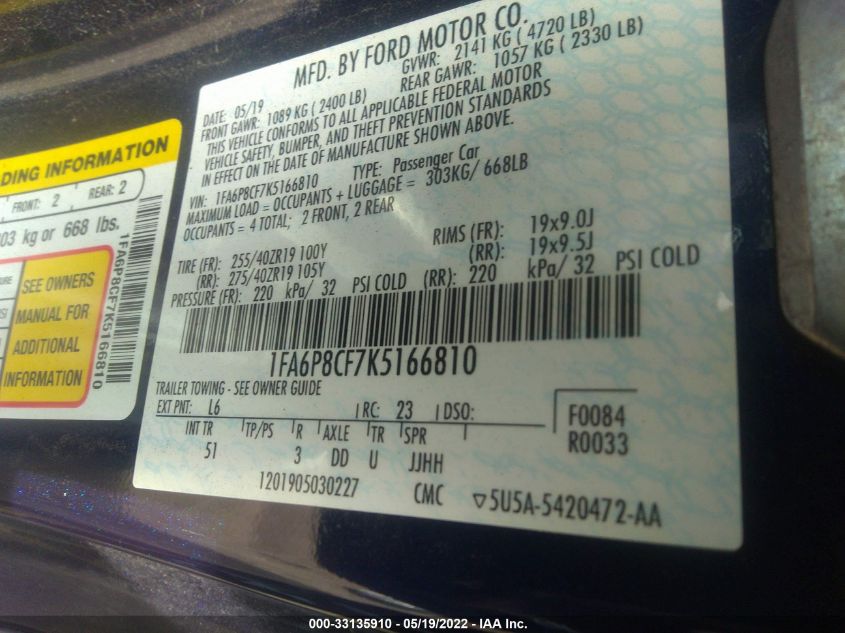 MFD. BY FORD MOTOR CO.
DATE: 05/19 GVWR: 2141 KG ( 4720 LB)
FRONT GAWR: 1089 KG ( 2400 LB) REAR GAWR: 1057 KG ( 2330 LB)
THIS VEHICLE CONFORMS TO ALL APPLICABLE FEDERAL MOTOR
VEHICLE SAFETY, BUMPER, AND THEFT PREVENTION STANDARDS
IN EFFECT ON THE DATE OF MANUFACTURE SHOWN ABOVE.
VIN: 1FA6P8CF7K5166810 TYPE: Passenger Car
MAXIMUM LOAD = OCCUPANTS + LUGGAGE = 303KG/ 668LB
OCCUPANTS = 4 TOTAL; 2 FRONT, 2 REAR
TIRE (FR): 255/40ZR19 100Y RIMS (FR): 19x9.0J
(RR): 275/40ZR19 105Y (RR): 19x9.5J
PRESSURE (FR): 220 kPa/ 32 PSI COLD (RR): 220 kPa/ 32 PSI COLD
1FA6P8CF7K5166810
TRAILER TOWING - SEE OWNER GUIDE
EXT PNT: L6 RC: 23 DSO:
INT TR TP/PS R AXLE TR SPR
51 3 DD U JJHH
F0084
R0033
1201905030227 CMC ▽5U5A-5420472-AA
DING INFORMATION
FRONT: 2 REAR: 2
03 kg or 668 lbs.
SEE OWNERS
MANUAL FOR
ADDITIONAL
INFORMATION
1FA6P8CF7K5166810
000-33135910 - 05/19/2022 - IAA Inc.